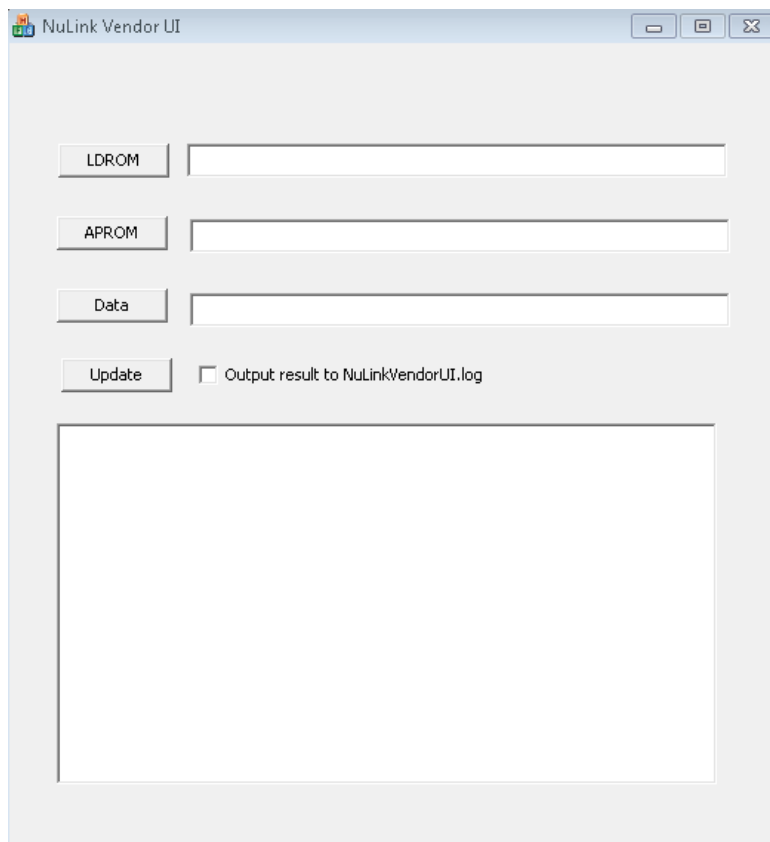 NuLink Vendor UI
LDROM
APROM
Data
Update Output result to NuLinkVendorUI.log